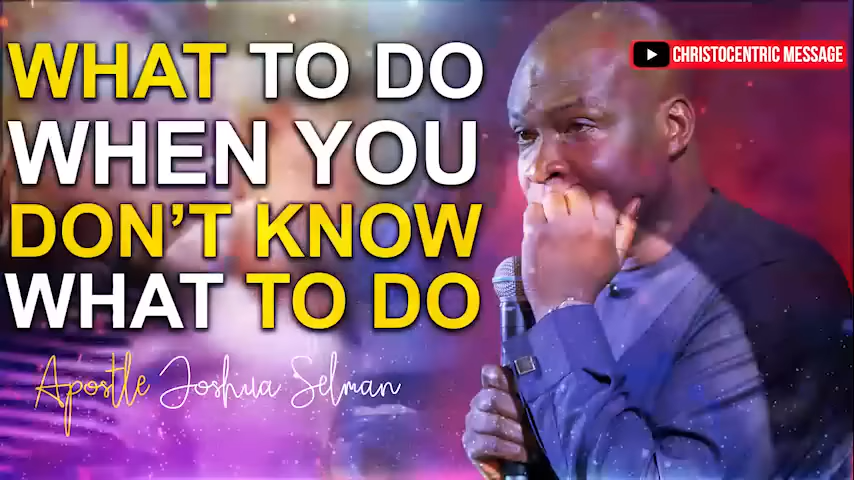 WHAT TO DO
WHEN YOU
DON'T KNOW
WHAT TO DO
Apostle Joshua Selman
CHRISTOCENTRIC MESSAGE